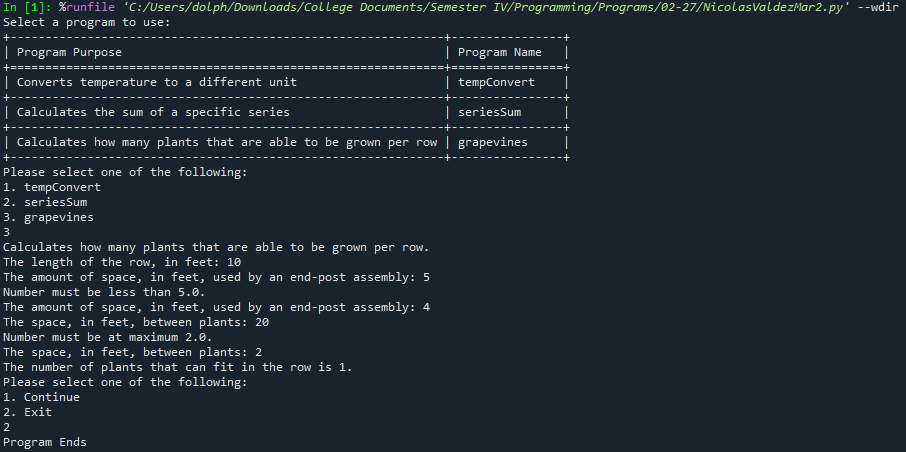 In [1]: %runfile 'C:/Users/dolph/Downloads/College Documents/Semester IV/Programming/Programs/02-27/NicolasValdezMar2.py' --wdir
Select a program to use:
+--------------------------------------------------------------+----------------+
| Program Purpose                                              | Program Name   |
+==============================================================+================+
| Converts temperature to a different unit                     | tempConvert    |
+--------------------------------------------------------------+----------------+
| Calculates the sum of a specific series                      | seriesSum      |
+--------------------------------------------------------------+----------------+
| Calculates how many plants that are able to be grown per row | grapevines     |
+--------------------------------------------------------------+----------------+
Please select one of the following:
1. tempConvert
2. seriesSum
3. grapevines
3
Calculates how many plants that are able to be grown per row.
The length of the row, in feet: 10
The amount of space, in feet, used by an end-post assembly: 5
Number must be less than 5.0.
The amount of space, in feet, used by an end-post assembly: 4
The space, in feet, between plants: 20
Number must be at maximum 2.0.
The space, in feet, between plants: 2
The number of plants that can fit in the row is 1.
Please select one of the following:
1. Continue
2. Exit
2
Program Ends